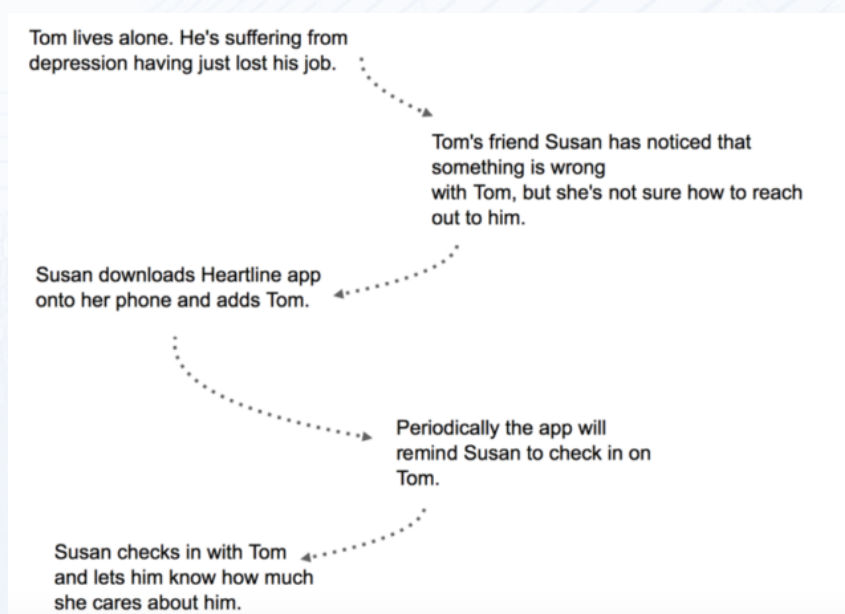 Tom lives alone. He's suffering from
depression having just lost his job.
Tom's friend Susan has noticed that
something is wrong
with Tom, but she's not sure how to reach
out to him.
Susan downloads Heartline app
onto her phone and adds Tom.
Periodically the app will
remind Susan to check in on
Tom.
Susan checks in with Tom
and lets him know how much
she cares about him.